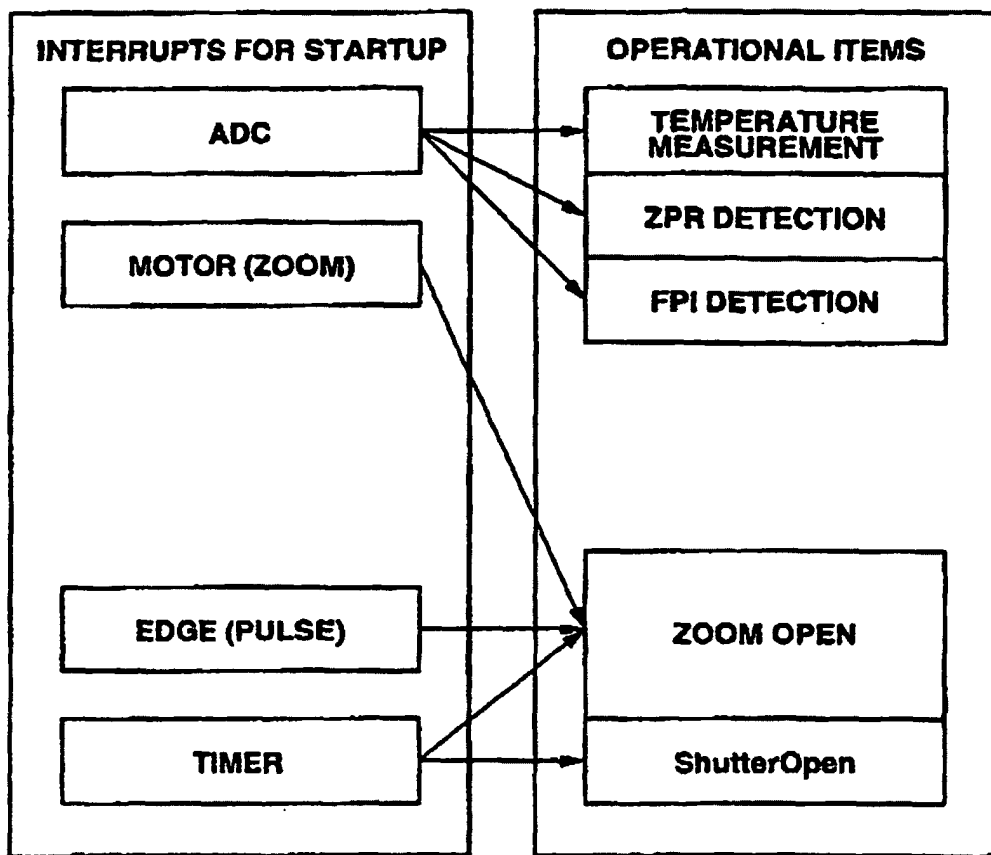 INTERRUPTS FOR STARTUP
ADC
MOTOR (ZOOM)
EDGE (PULSE)
TIMER
OPERATIONAL ITEMS
TEMPERATURE
MEASUREMENT
ZPR DETECTION
FPI DETECTION
ZOOM OPEN
ShutterOpen